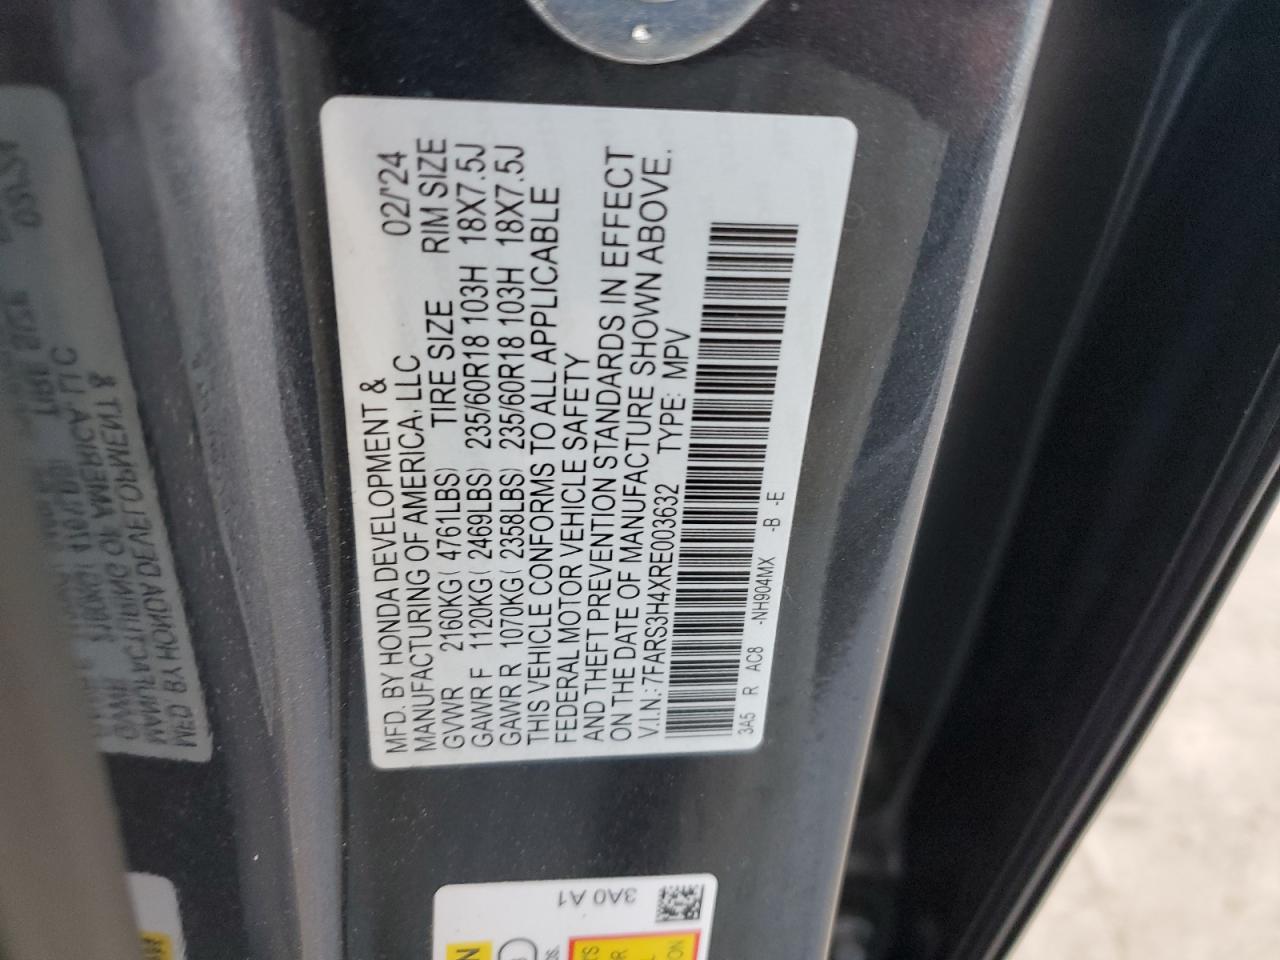 MFD. BY HONDA DEVELOPMENT &
MANUFACTURING OF AMERICA, LLC 02/'24
GVWR 2160KG( 4761LBS) TIRE SIZE RIM SIZE
GAWR F 1120KG( 2469LBS) 235/60R18 103H 18X7.5J
GAWR R 1070KG( 2358LBS) 235/60R18 103H 18X7.5J
THIS VEHICLE CONFORMS TO ALL APPLICABLE
FEDERAL MOTOR VEHICLE SAFETY
AND THEFT PREVENTION STANDARDS IN EFFECT
ON THE DATE OF MANUFACTURE SHOWN ABOVE.
V.I.N.: 7FARS3H4XRE003632 TYPE: MPV
3A5 R AC8 -NH904MX -B -E
3A0 A1